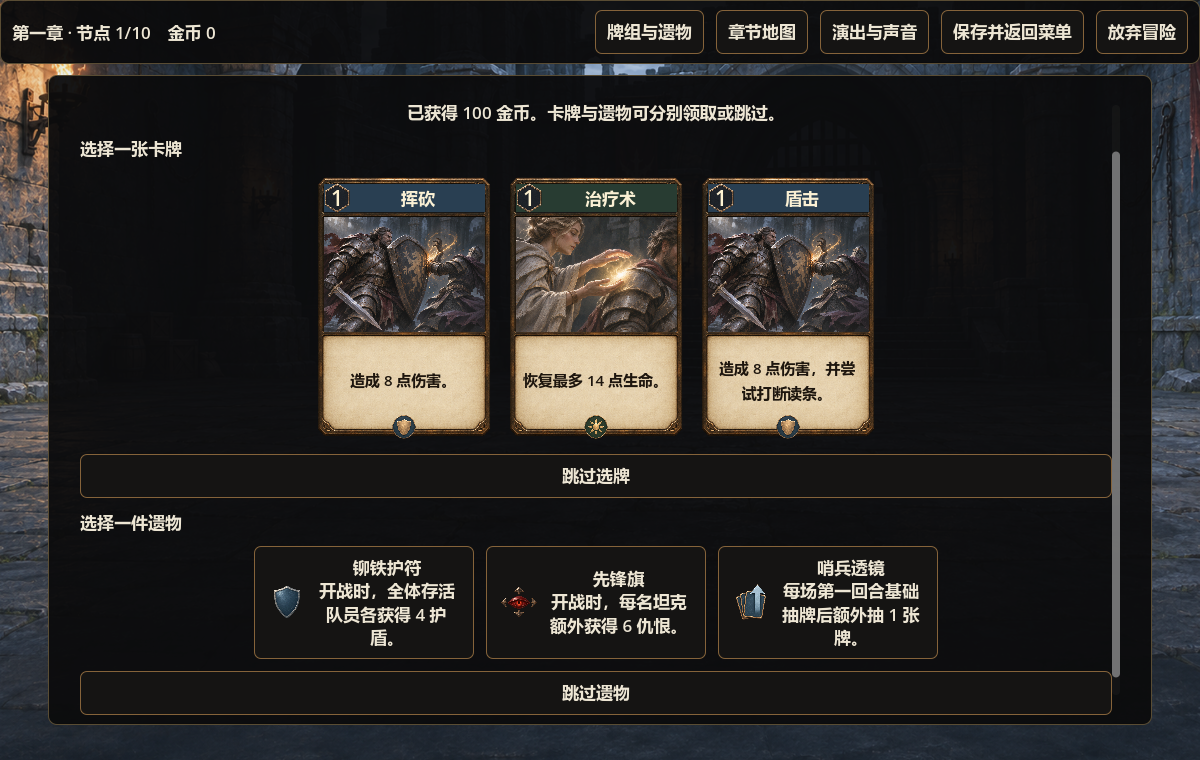 第一章 · 节点 1/10 金币 0
牌组与遗物
章节地图
演出与声音
保存并返回菜单
放弃冒险
已获得 100 金币。卡牌与遗物可分别领取或跳过。
选择一张卡牌
1 挥砍
造成 8 点伤害。
1 治疗术
恢复最多 14 点生命。
1 盾击
造成 8 点伤害，并尝
试打断读条。
跳过选牌
选择一件遗物
铆铁护符
开战时，全体存活
队员各获得 4 护
盾。
先锋旗
开战时，每名坦克
额外获得 6 仇恨。
哨兵透镜
每场第一回合基础
抽牌后额外抽 1 张
牌。
跳过遗物